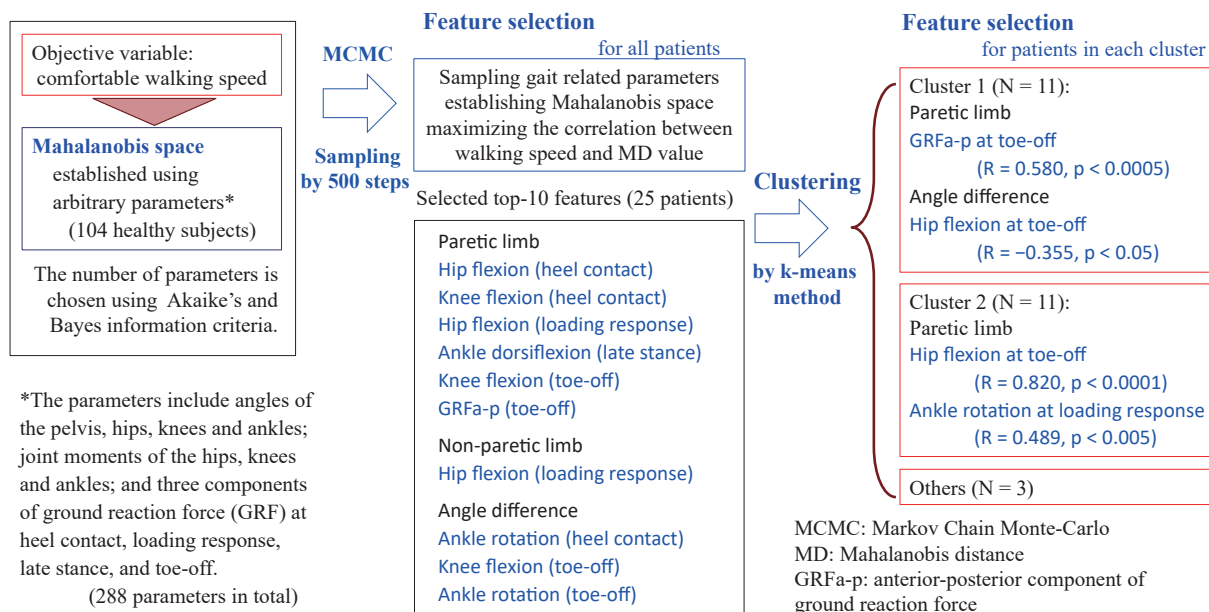 Objective variable:
comfortable walking speed
Mahalanobis space
established using
arbitrary parameters*
(104 healthy subjects)
The number of parameters is
chosen using Akaike's and
Bayes information criteria.
*The parameters include angles of
the pelvis, hips, knees and ankles;
joint moments of the hips, knees
and ankles; and three components
of ground reaction force (GRF) at
heel contact, loading response,
late stance, and toe-off.
(288 parameters in total)
MCMC
Sampling
by 500 steps
Feature selection
for all patients
Sampling gait related parameters
establishing Mahalanobis space
maximizing the correlation between
walking speed and MD value
Selected top-10 features (25 patients)
Paretic limb
Hip flexion (heel contact)
Knee flexion (heel contact)
Hip flexion (loading response)
Ankle dorsiflexion (late stance)
Knee flexion (toe-off)
GRFa-p (toe-off)
Non-paretic limb
Hip flexion (loading response)
Angle difference
Ankle rotation (heel contact)
Knee flexion (toe-off)
Ankle rotation (toe-off)
Clustering
by k-means
method
Feature selection
for patients in each cluster
Cluster 1 (N = 11):
Paretic limb
GRFa-p at toe-off
(R = 0.580, p < 0.0005)
Angle difference
Hip flexion at toe-off
(R = −0.355, p < 0.05)
Cluster 2 (N = 11):
Paretic limb
Hip flexion at toe-off
(R = 0.820, p < 0.0001)
Ankle rotation at loading response
(R = 0.489, p < 0.005)
Others (N = 3)
MCMC: Markov Chain Monte-Carlo
MD: Mahalanobis distance
GRFa-p: anterior-posterior component of
ground reaction force